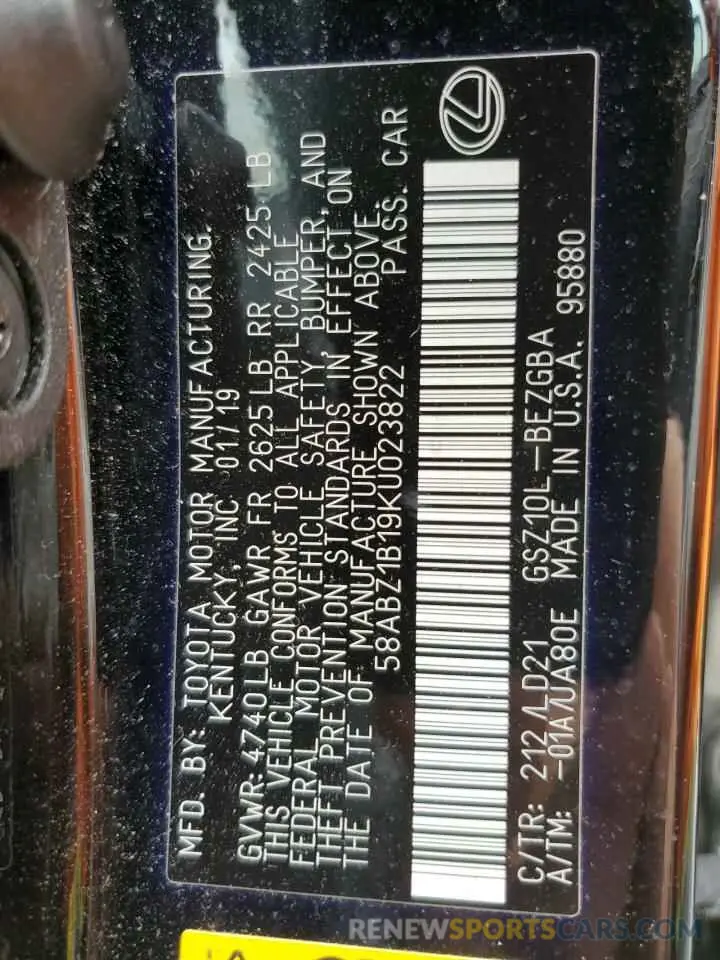 MFD. BY: TOYOTA MOTOR MANUFACTURING.
KENTUCKY, INC 01/19
GVWR: 4740LB GAWR FR 2625LB RR 2425 LB
THIS VEHICLE CONFORMS TO ALL APPLICABLE
FEDERAL MOTOR VEHICLE SAFETY, BUMPER, AND
THEFT PREVENTION STANDARDS IN EFFECT ON
THE DATE OF MANUFACTURE SHOWN ABOVE.
58ABZ1B19KU023822 PASS. CAR
C/TR: 212/LD21 GSZ10L-BEZGBA
A/TM: -01A/UA80E MADE IN U.S.A. 95880
RENEWSPORTSCARS.COM